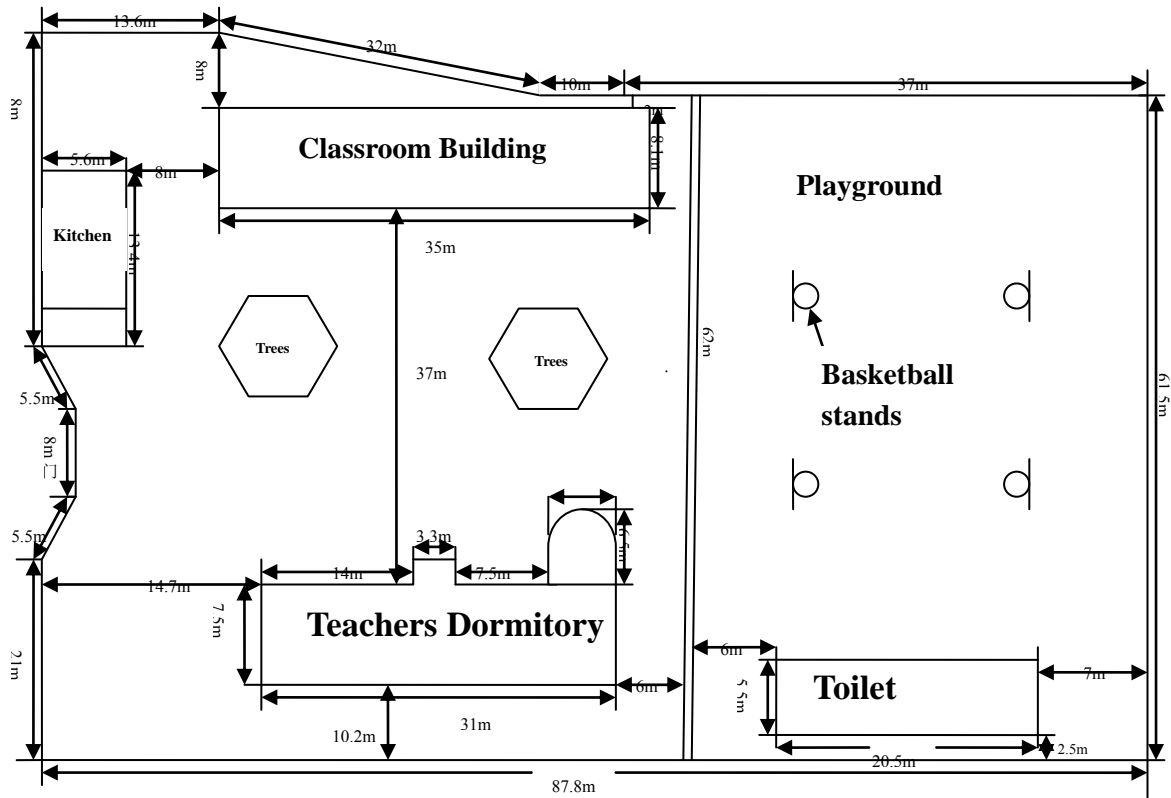 13.6m
32m
10m
37m
8m
8m
Classroom Building
8.1m
5.6m
8m
Playground
Kitchen
13.4m
35m
Trees
Trees
62m
37m
Basketball
stands
61.5m
5.5m
8m
5.5m
3.3m
6.5m
14m
7.5m
14.7m
7.5m
Teachers Dormitory
21m
6m
6m
7m
5.5m
Toilet
31m
10.2m
2.5m
20.5m
87.8m